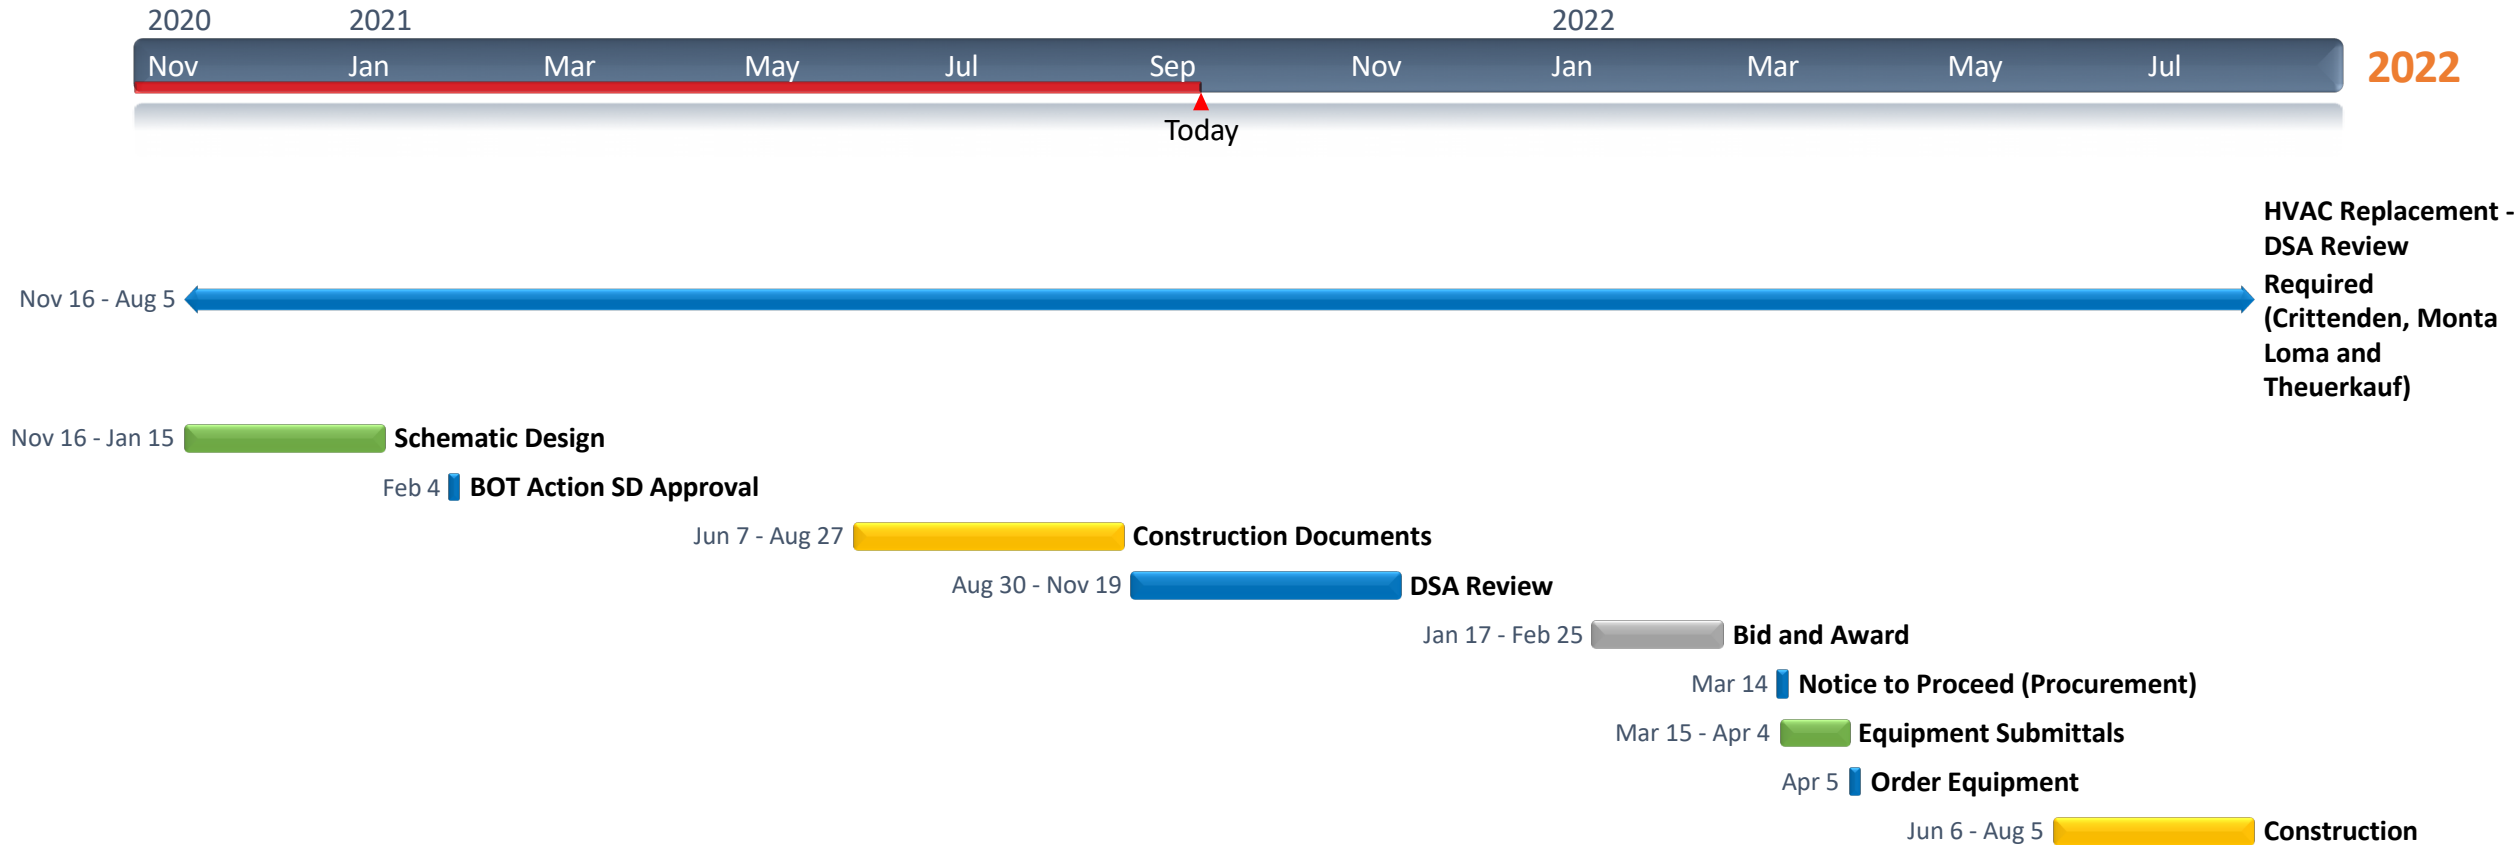 2020 2021 2022
Nov Jan Mar May Jul Sep Nov Jan Mar May Jul 2022
Today
HVAC Replacement -
DSA Review
Nov 16 - Aug 5 Required
(Crittenden, Monta
Loma and
Theuerkauf)
Nov 16 - Jan 15 Schematic Design
Feb 4 BOT Action SD Approval
Jun 7 - Aug 27 Construction Documents
Aug 30 - Nov 19 DSA Review
Jan 17 - Feb 25 Bid and Award
Mar 14 Notice to Proceed (Procurement)
Mar 15 - Apr 4 Equipment Submittals
Apr 5 Order Equipment
Jun 6 - Aug 5 Construction